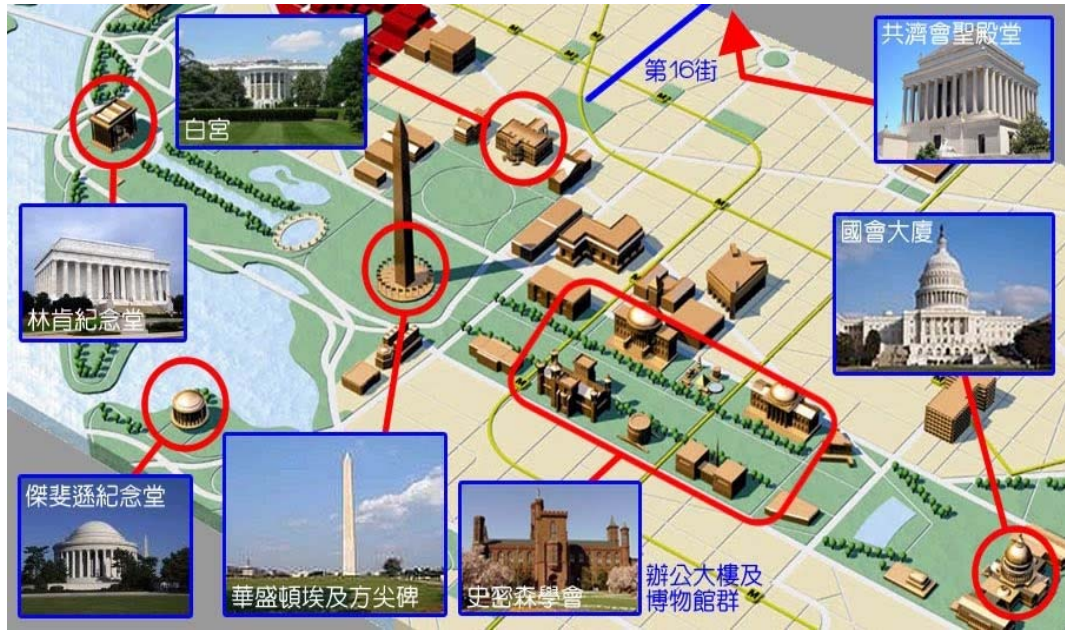 白宮
第16街
共濟會聖殿堂
林肯紀念堂
國會大廈
傑斐遜紀念堂
華盛頓埃及方尖碑
史密森學會
辦公大樓及
博物館群